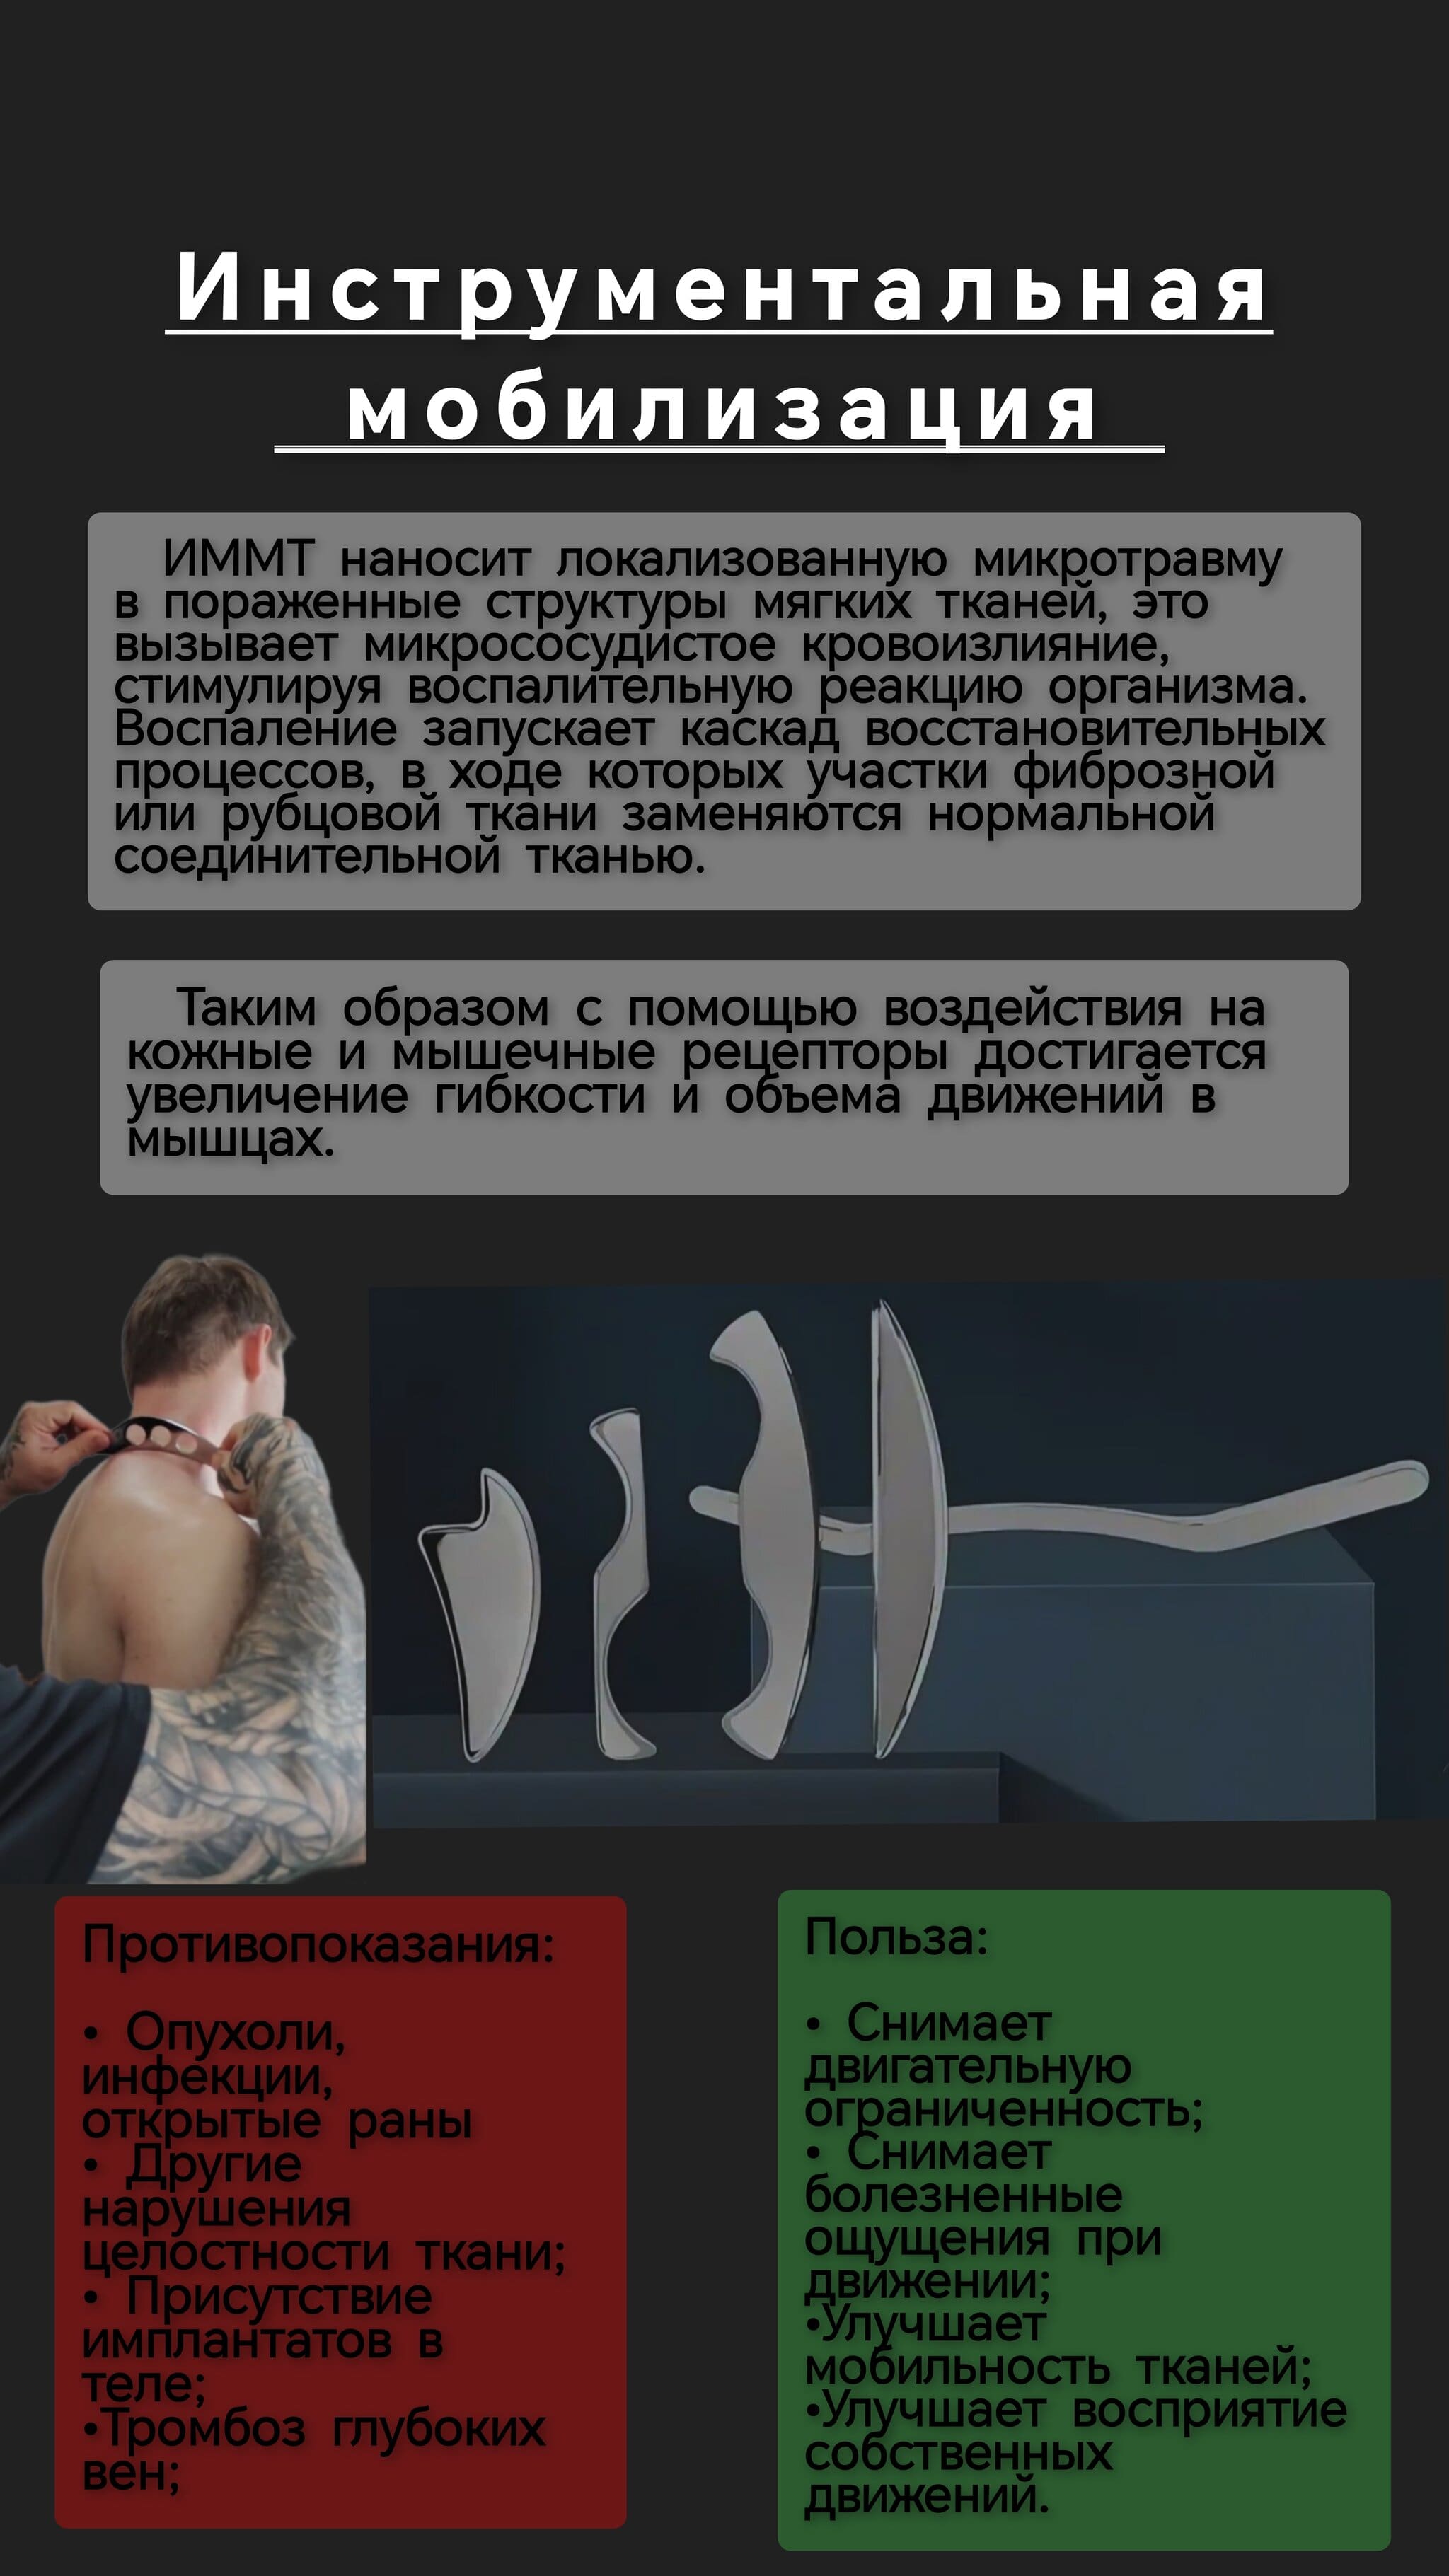 Инструментальная
мобилизация
ИММТ наносит локализованную микротравму
в пораженные структуры мягких тканей, это
вызывает микрососудистое кровоизлияние,
стимулируя воспалительную реакцию организма.
Воспаление запускает каскад восстановительных
процессов, в ходе которых участки фиброзной
или рубцовой ткани заменяются нормальной
соединительной тканью.
Таким образом с помощью воздействия на
кожные и мышечные рецепторы достигается
увеличение гибкости и объема движений в
мышцах.
Противопоказания:
• Опухоли,
инфекции,
открытые раны
• Другие
нарушения
целостности ткани;
• Присутствие
имплантатов в
теле;
•Тромбоз глубоких
вен;
Польза:
• Снимает
двигательную
ограниченность;
• Снимает
болезненные
ощущения при
движении;
•Улучшает
мобильность тканей;
•Улучшает восприятие
собственных
движений.